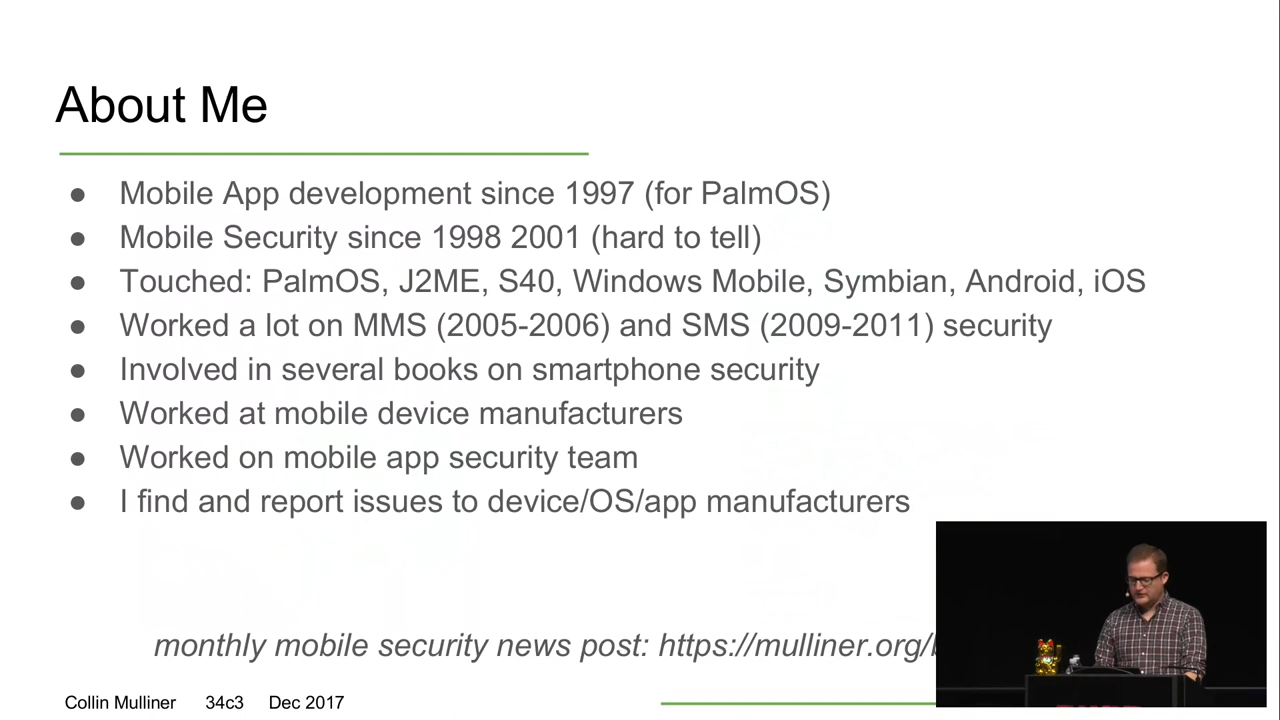 About Me
● Mobile App development since 1997 (for PalmOS)
● Mobile Security since 1998 2001 (hard to tell)
● Touched: PalmOS, J2ME, S40, Windows Mobile, Symbian, Android, iOS
● Worked a lot on MMS (2005-2006) and SMS (2009-2011) security
● Involved in several books on smartphone security
● Worked at mobile device manufacturers
● Worked on mobile app security team
● I find and report issues to device/OS/app manufacturers
monthly mobile security news post: https://mulliner.org/
Collin Mulliner 34c3 Dec 2017